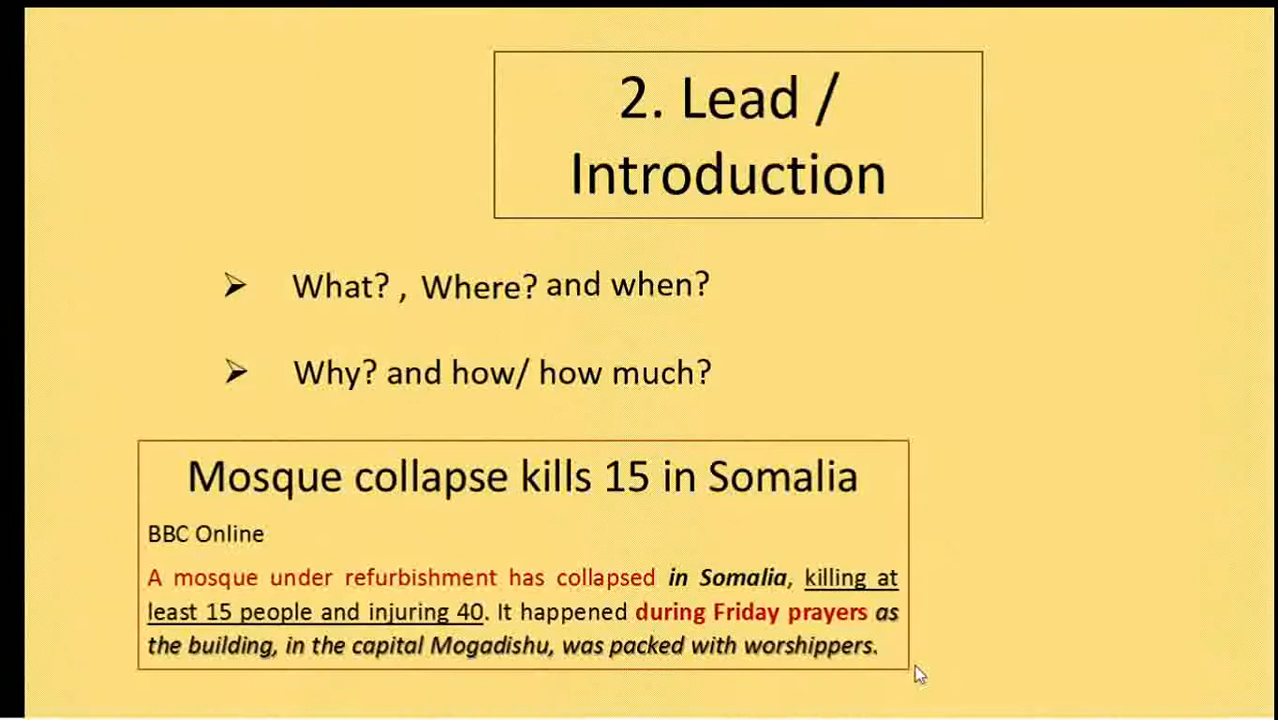 2. Lead /
Introduction
➢ What? , Where? and when?
➢ Why? and how/ how much?
Mosque collapse kills 15 in Somalia
BBC Online
A mosque under refurbishment has collapsed in Somalia, killing at
least 15 people and injuring 40. It happened during Friday prayers as
the building, in the capital Mogadishu, was packed with worshippers.